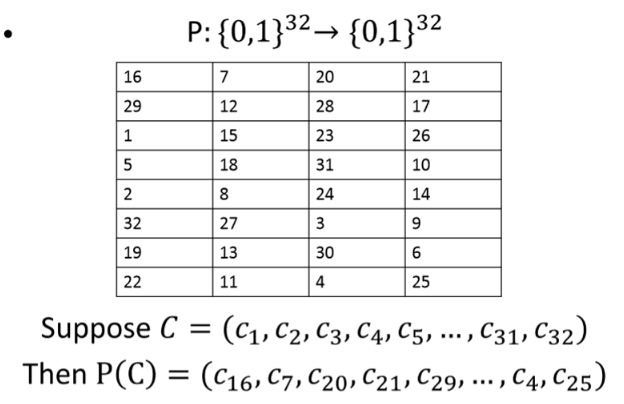 • P: {0,1}³² → {0,1}³²
16 7 20 21
29 12 28 17
1 15 23 26
5 18 31 10
2 8 24 14
32 27 3 9
19 13 30 6
22 11 4 25
Suppose C = (c₁, c₂, c₃, c₄, c₅, …, c₃₁, c₃₂)
Then P(C) = (c₁₆, c₇, c₂₀, c₂₁, c₂₉, …, c₄, c₂₅)